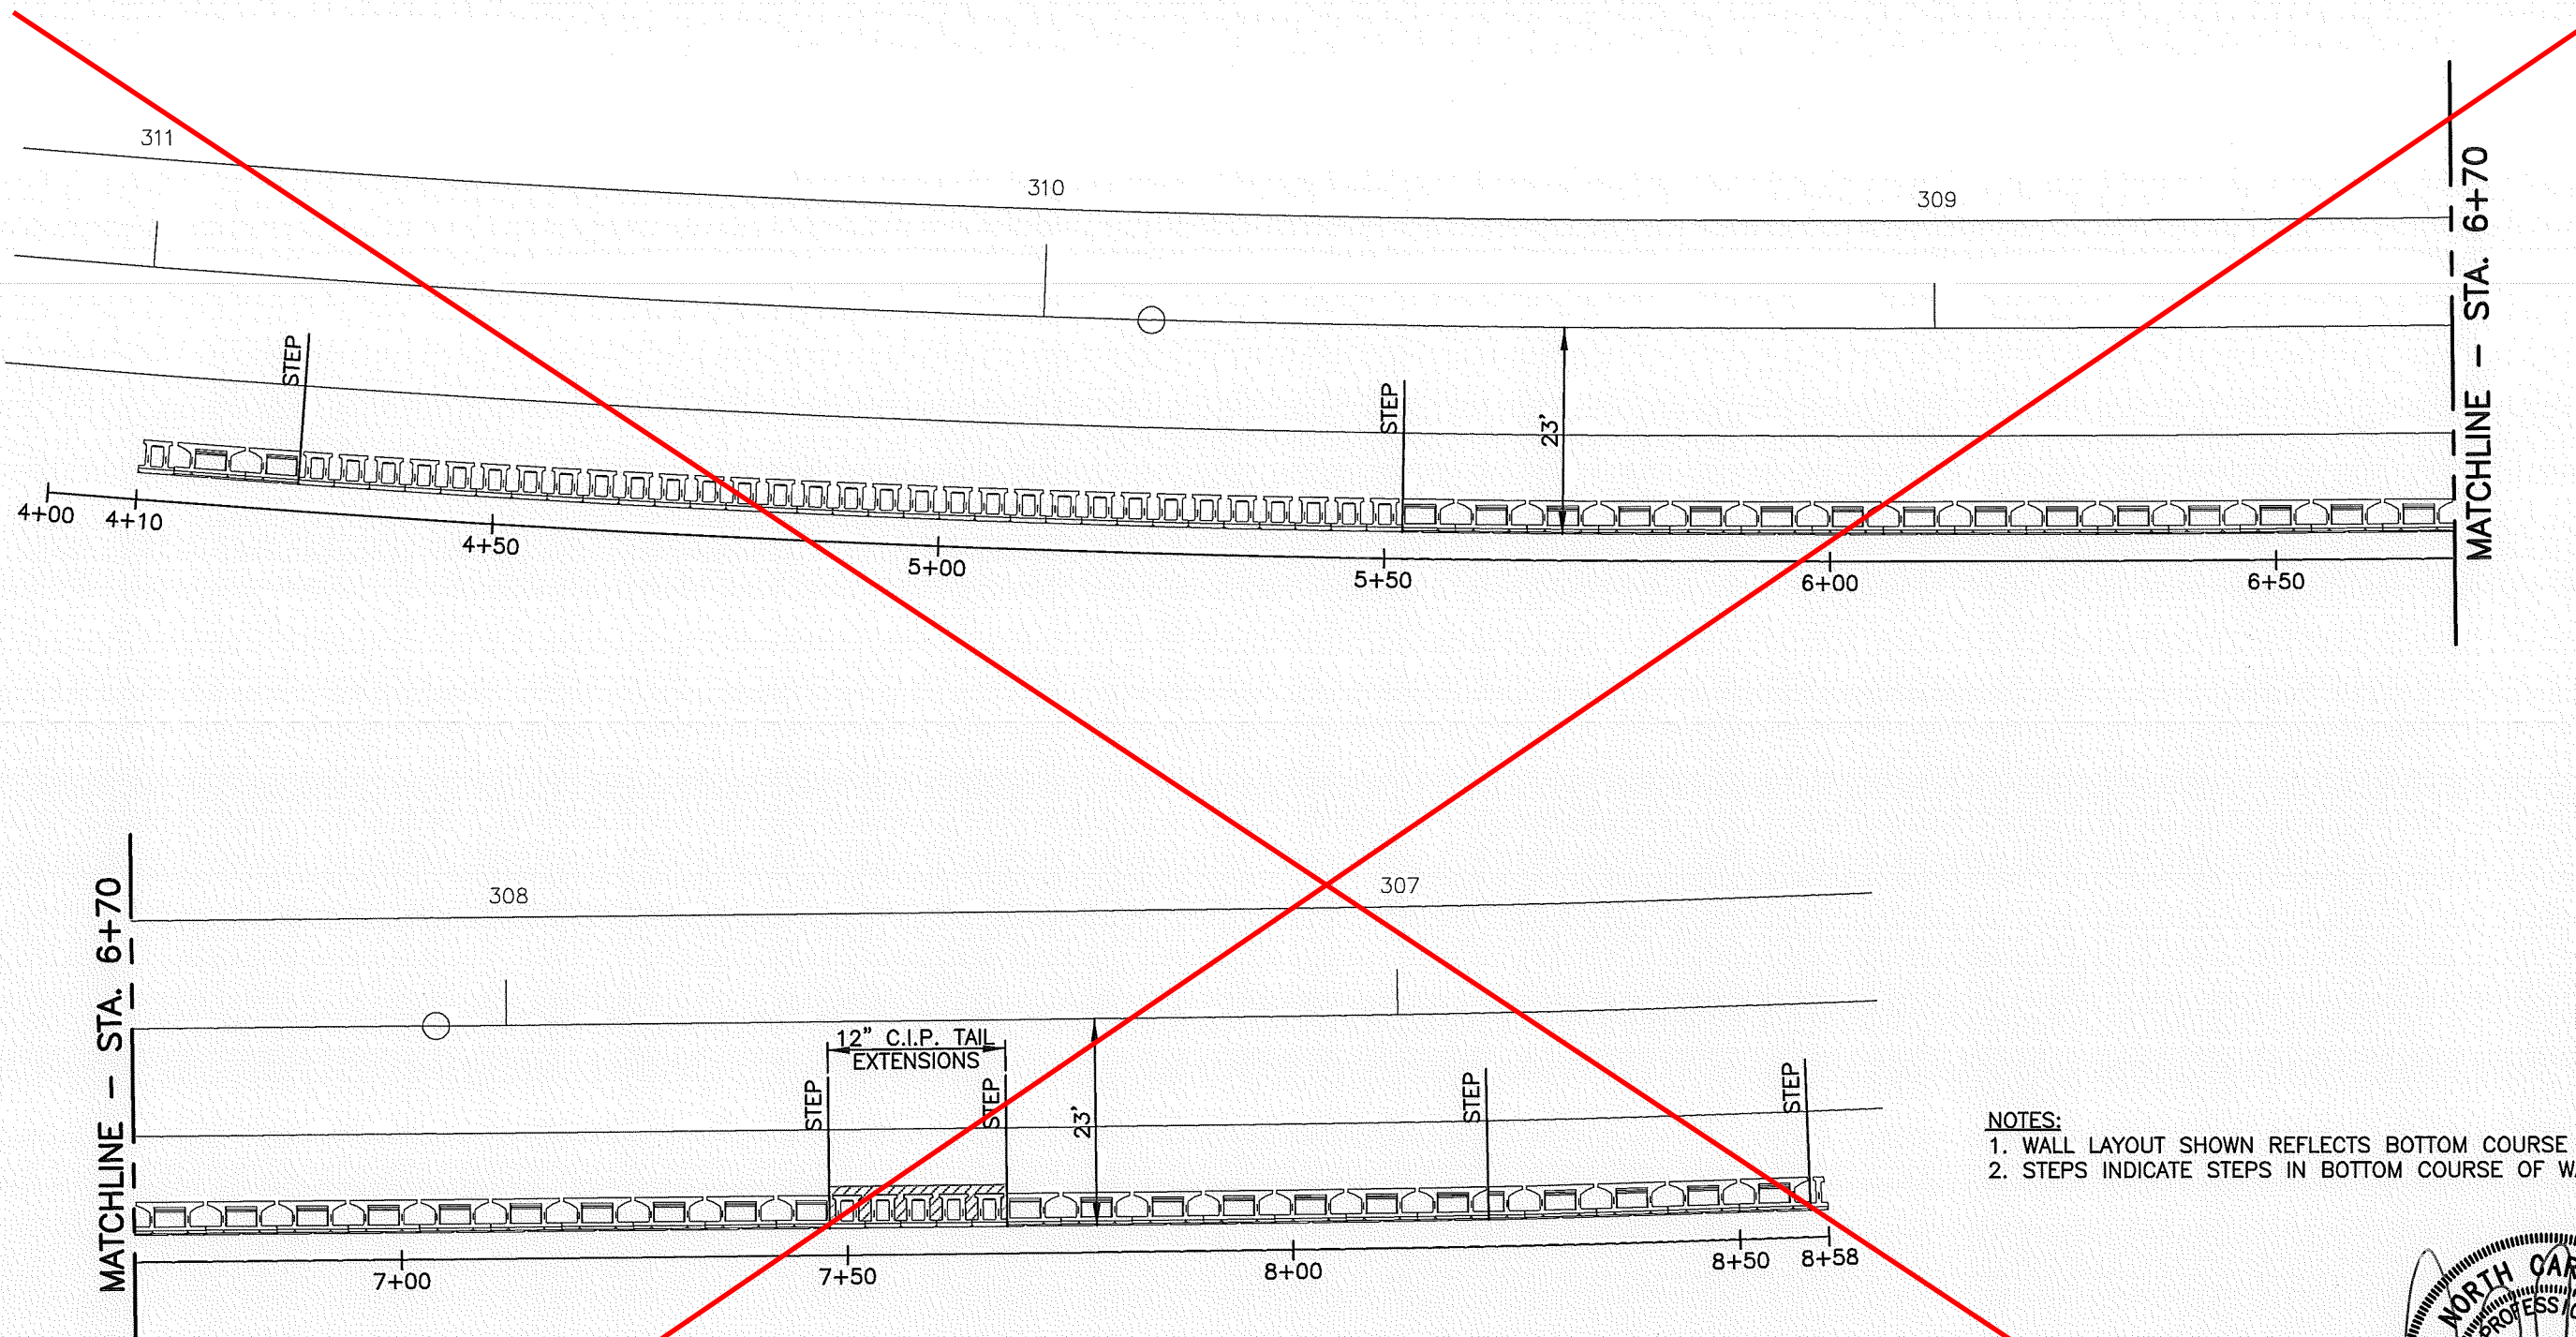 311
310
309
STEP
STEP
23'
MATCHLINE - STA. 6+70
4+00
4+10
4+50
5+00
5+50
6+00
6+50
MATCHLINE - STA. 6+70
308
307
12" C.I.P. TAIL
EXTENSIONS
STEP
STEP
23'
STEP
STEP
7+00
7+50
8+00
8+50
8+58
NOTES:
1. WALL LAYOUT SHOWN REFLECTS BOTTOM COURSE
2. STEPS INDICATE STEPS IN BOTTOM COURSE OF
NORTH